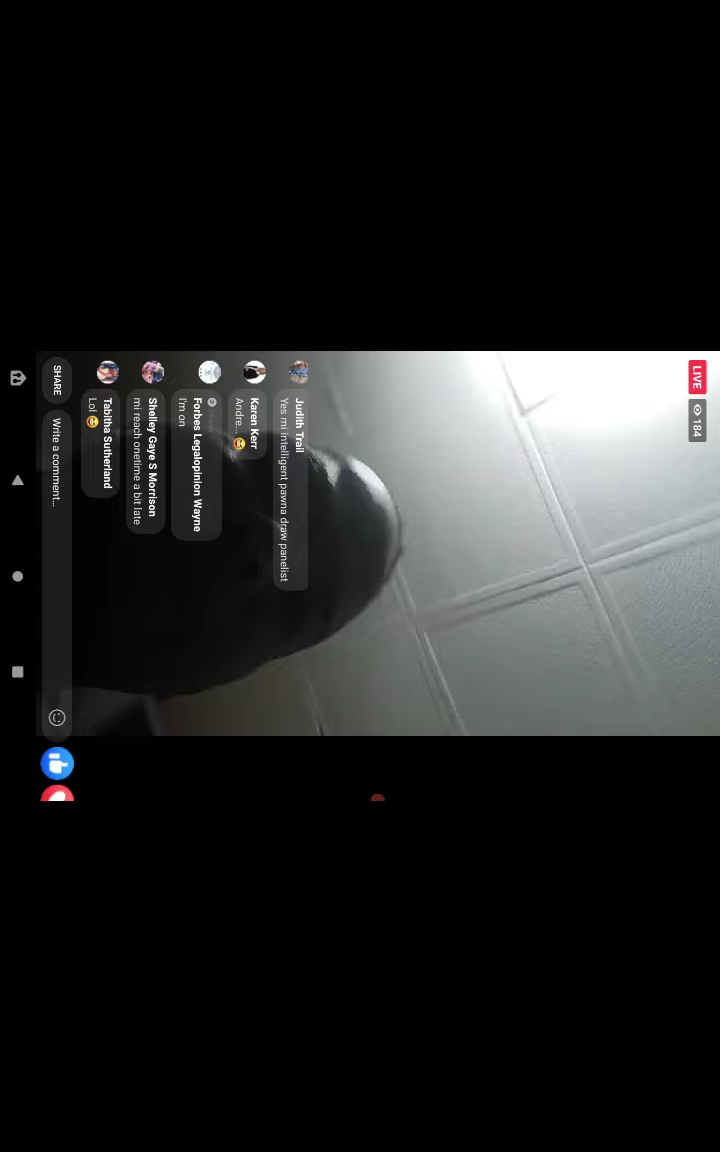 LIVE
184
Judith Trail
Yes mi intelligent pawna draw panelist
Karen Kerr
Andre... 😂
Forbes Legalopinion Wayne
I'm on
Shelley Gaye S Morrison
mi reach onetime a bit late
Tabitha Sutherland
Lol 😂
SHARE
Write a comment...